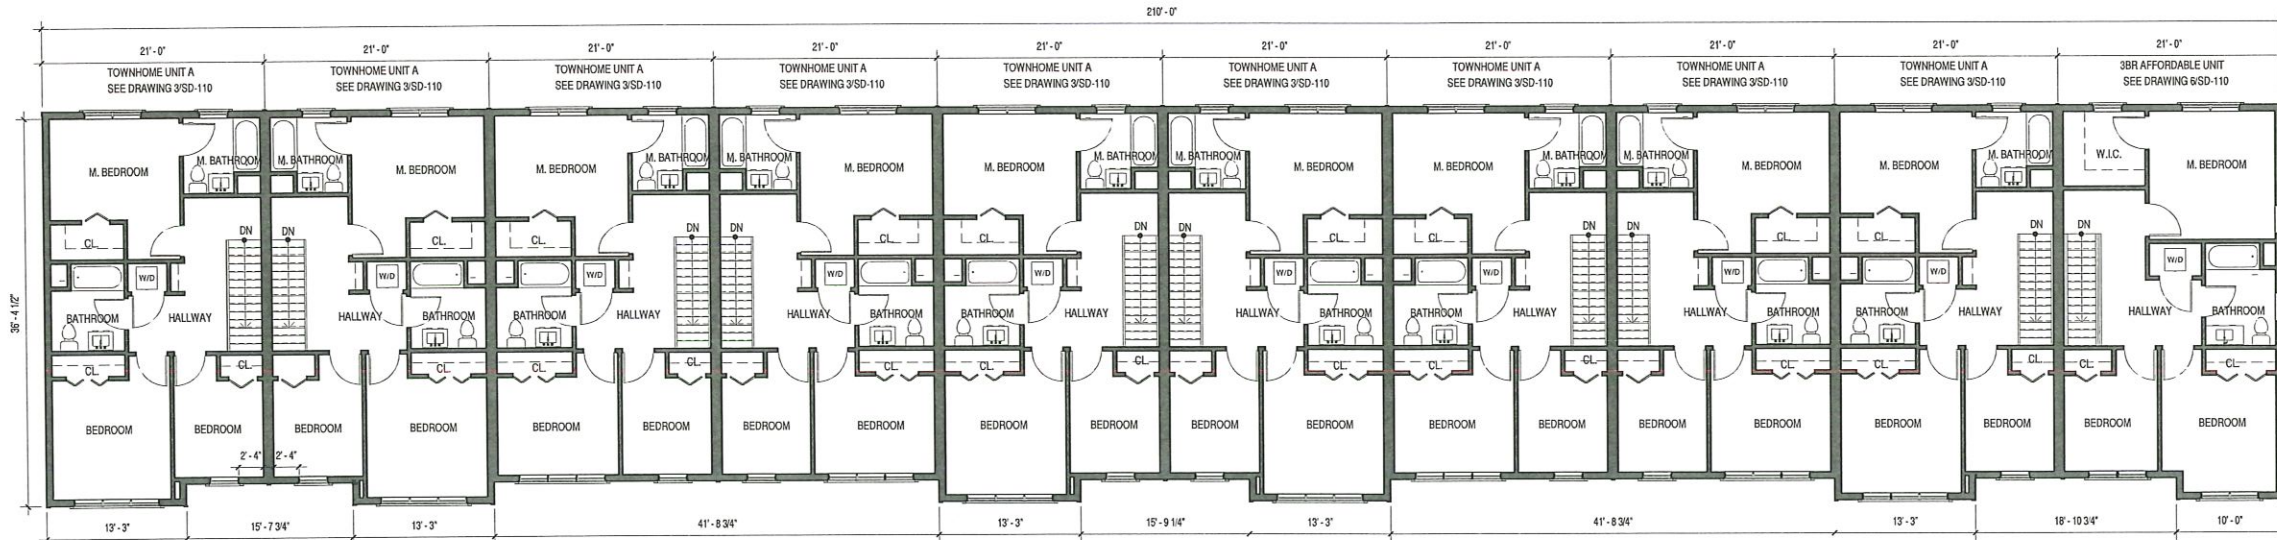 210' - 0"
21' - 0" 21' - 0" 21' - 0" 21' - 0" 21' - 0" 21' - 0" 21' - 0" 21' - 0" 21' - 0" 21' - 0"
TOWNHOME UNIT A TOWNHOME UNIT A TOWNHOME UNIT A TOWNHOME UNIT A TOWNHOME UNIT A TOWNHOME UNIT A TOWNHOME UNIT A TOWNHOME UNIT A TOWNHOME UNIT A 3BR AFFORDABLE UNIT
SEE DRAWING 3/SD-110 SEE DRAWING 3/SD-110 SEE DRAWING 3/SD-110 SEE DRAWING 3/SD-110 SEE DRAWING 3/SD-110 SEE DRAWING 3/SD-110 SEE DRAWING 3/SD-110 SEE DRAWING 3/SD-110 SEE DRAWING 3/SD-110 SEE DRAWING 6/SD-110
M. BATHROOM M. BATHROOM M. BATHROOM M. BATHROOM M. BATHROOM M. BATHROOM M. BATHROOM M. BATHROOM M. BATHROOM W.I.C.
M. BEDROOM M. BEDROOM M. BEDROOM M. BEDROOM M. BEDROOM M. BEDROOM M. BEDROOM M. BEDROOM M. BEDROOM M. BEDROOM
DN DN DN DN DN DN DN DN DN DN
CL. CL. CL. CL. CL. CL. CL. CL. CL.
W/D W/D W/D W/D W/D W/D W/D W/D W/D W/D
36' - 4 1/2"
BATHROOM HALLWAY HALLWAY BATHROOM BATHROOM HALLWAY HALLWAY BATHROOM BATHROOM HALLWAY HALLWAY BATHROOM BATHROOM HALLWAY HALLWAY BATHROOM BATHROOM HALLWAY HALLWAY BATHROOM
CL. CL. CL. CL. CL. CL. CL. CL. CL. CL. CL. CL. CL. CL. CL. CL. CL. CL. CL. CL.
BEDROOM BEDROOM BEDROOM BEDROOM BEDROOM BEDROOM BEDROOM BEDROOM BEDROOM BEDROOM BEDROOM BEDROOM BEDROOM BEDROOM BEDROOM BEDROOM BEDROOM BEDROOM BEDROOM BEDROOM
2' - 4" 2' - 4"
13' - 3" 15' - 7 3/4" 13' - 3" 41' - 8 3/4" 13' - 3" 15' - 9 1/4" 13' - 3" 41' - 8 3/4" 13' - 3" 18' - 10 3/4" 10' - 0"